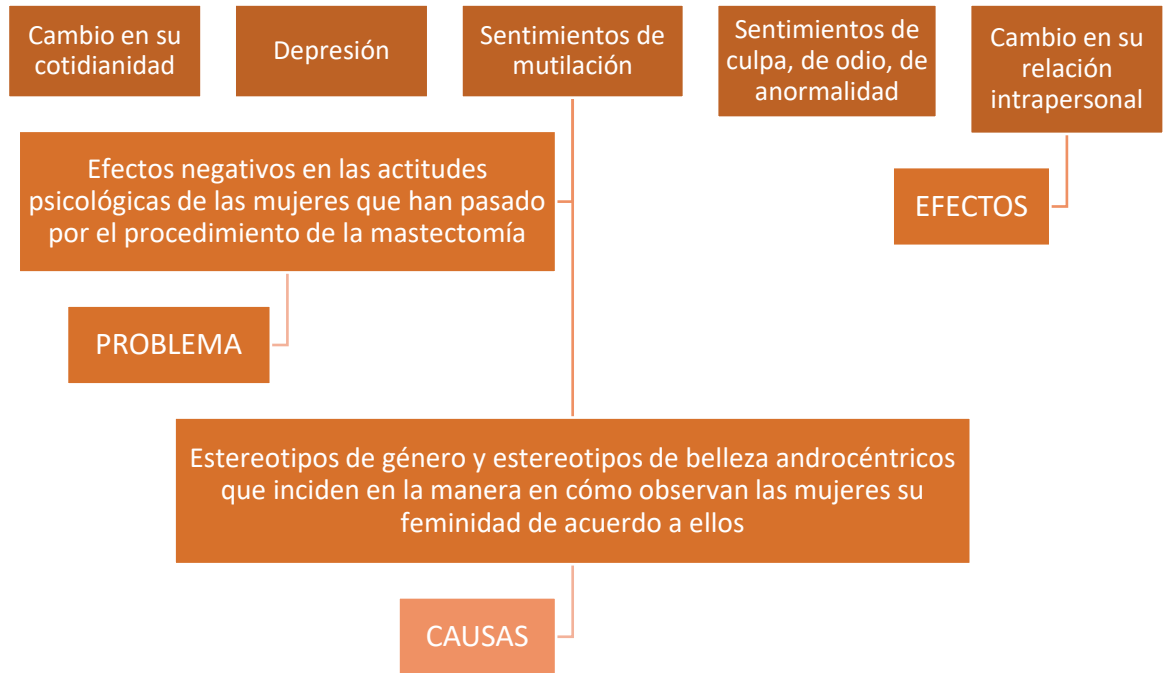 Cambio en su
cotidianidad
Depresión
Sentimientos de
mutilación
Sentimientos de
culpa, de odio, de
anormalidad
Cambio en su
relación
intrapersonal
Efectos negativos en las actitudes
psicológicas de las mujeres que han pasado
por el procedimiento de la mastectomía
EFECTOS
PROBLEMA
Estereotipos de género y estereotipos de belleza androcéntricos
que inciden en la manera en cómo observan las mujeres su
feminidad de acuerdo a ellos
CAUSAS